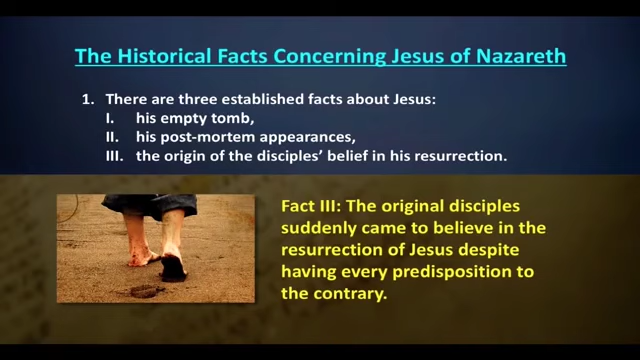 The Historical Facts Concerning Jesus of Nazareth
1. There are three established facts about Jesus:
I. his empty tomb,
II. his post-mortem appearances,
III. the origin of the disciples’ belief in his resurrection.
Fact III: The original disciples
suddenly came to believe in the
resurrection of Jesus despite
having every predisposition to
the contrary.